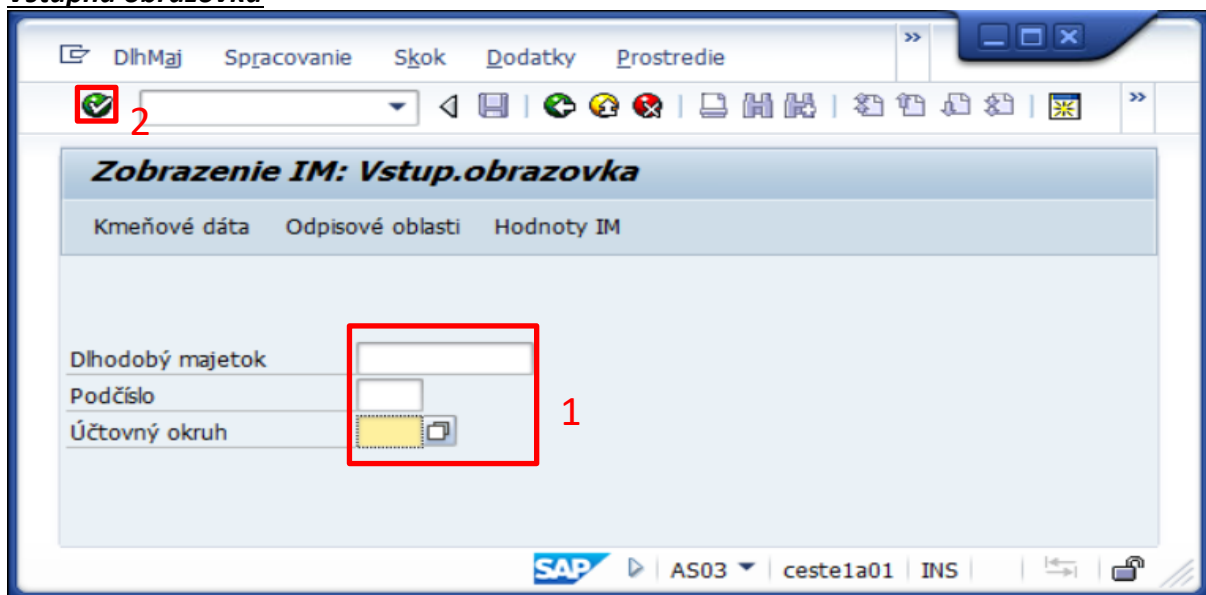 Vstupná obrazovka
DlhMaj Spracovanie Skok Dodatky Prostredie »
2 »
Zobrazenie IM: Vstup.obrazovka
Kmeňové dáta Odpisové oblasti Hodnoty IM
Dlhodobý majetok
Podčíslo
1
Účtovný okruh
SAP AS03 ceste1a01 INS